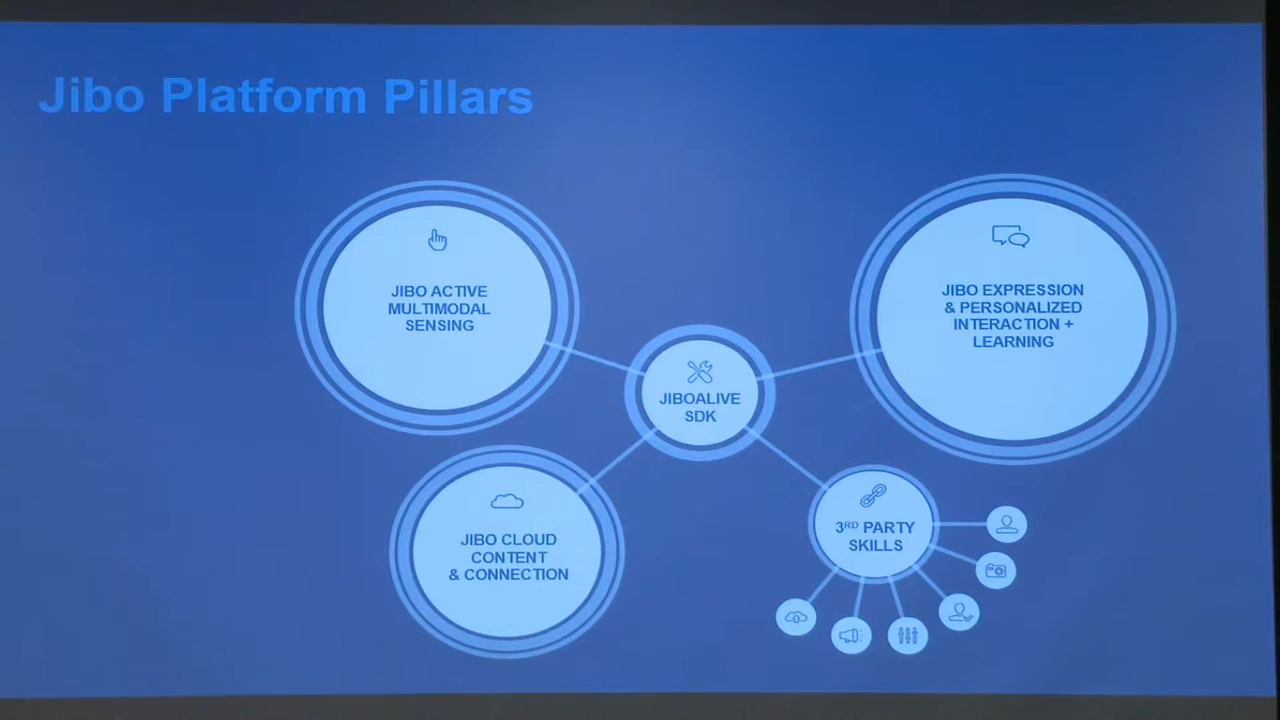 Jibo Platform Pillars
JIBO ACTIVE
MULTIMODAL
SENSING
JIBO EXPRESSION
& PERSONALIZED
INTERACTION +
LEARNING
JIBOALIVE
SDK
JIBO CLOUD
CONTENT
& CONNECTION
3RD PARTY
SKILLS